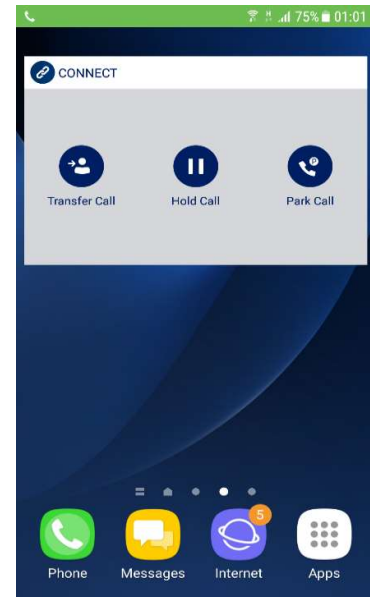 75% 01:01
CONNECT
Transfer Call Hold Call Park Call
5
Phone Messages Internet Apps